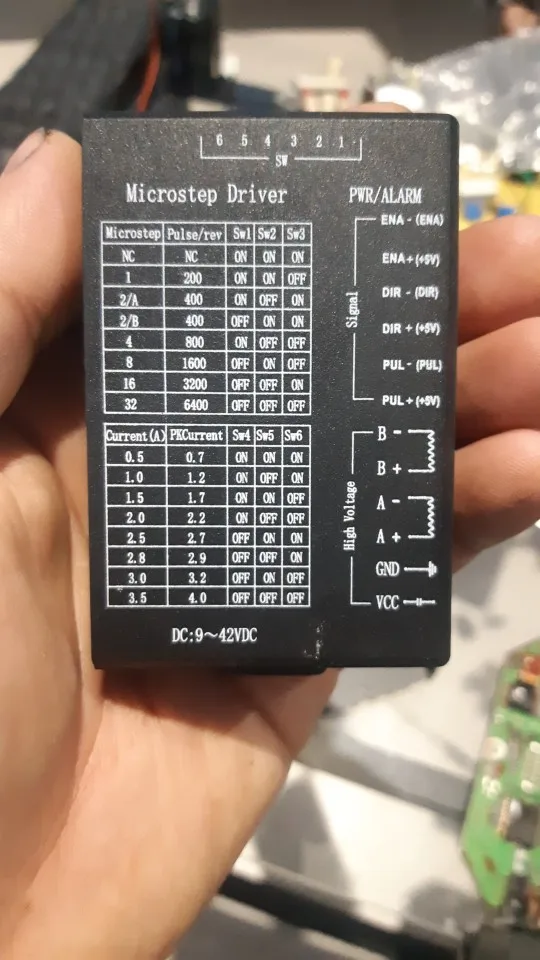 6 5 4 3 2 1
SW
Microstep Driver
PWR/ALARM
Microstep Pulse/rev Sw1 Sw2 Sw3
NC NC ON ON ON
1 200 ON ON OFF
2/A 400 ON OFF ON
2/B 400 OFF ON ON
4 800 ON OFF OFF
8 1600 OFF ON OFF
16 3200 OFF OFF ON
32 6400 OFF OFF OFF
Current(A) PKCurrent Sw4 Sw5 Sw6
0.5 0.7 ON ON ON
1.0 1.2 ON OFF ON
1.5 1.7 ON ON OFF
2.0 2.2 ON OFF OFF
2.5 2.7 OFF ON ON
2.8 2.9 OFF OFF ON
3.0 3.2 OFF ON OFF
3.5 4.0 OFF OFF OFF
DC:9~42VDC
Signal
ENA - (ENA)
ENA+ (+5V)
DIR - (DIR)
DIR + (+5V)
PUL - (PUL)
PUL + (+5V)
High Voltage
B -
B +
A -
A +
GND
VCC